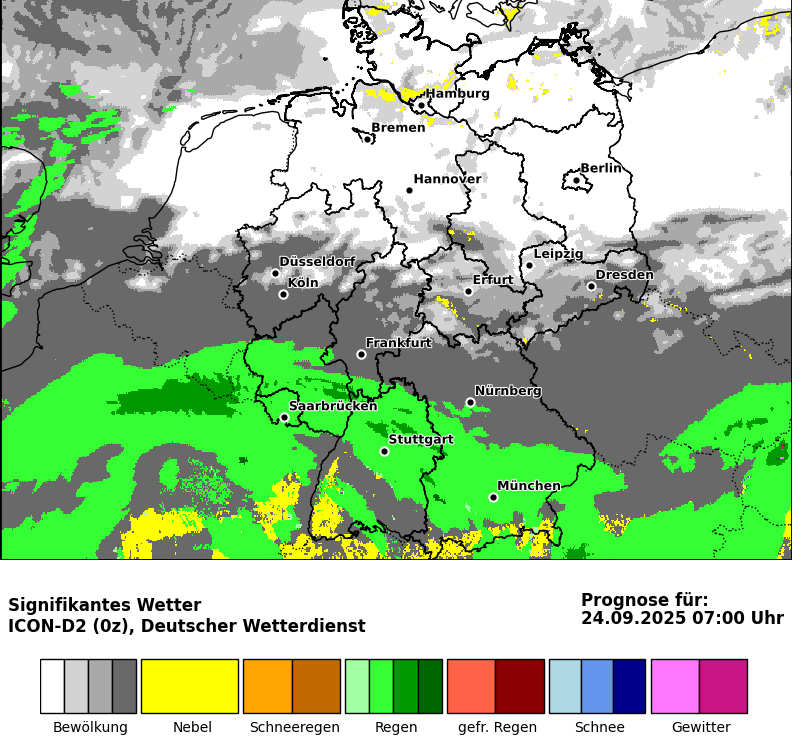 Hamburg
Bremen
Berlin
Hannover
Leipzig
Düsseldorf
Dresden
Köln
Erfurt
Frankfurt
Nürnberg
Saarbrücken
Stuttgart
München
Signifikantes Wetter
ICON-D2 (0z), Deutscher Wetterdienst
Prognose für:
24.09.2025 07:00 Uhr
Bewölkung Nebel Schneeregen Regen gefr. Regen Schnee Gewitter